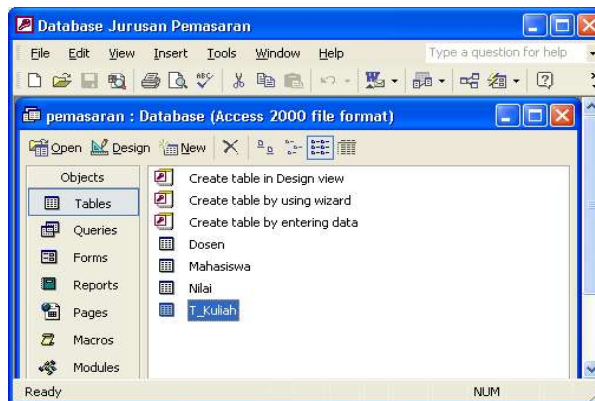 Database Jurusan Pemasaran
File Edit View Insert Tools Window Help Type a question for help
pemasaran : Database (Access 2000 file format)
Open Design New
Objects
Tables
Queries
Forms
Reports
Pages
Macros
Modules
Create table in Design view
Create table by using wizard
Create table by entering data
Dosen
Mahasiswa
Nilai
T_Kuliah
Ready NUM